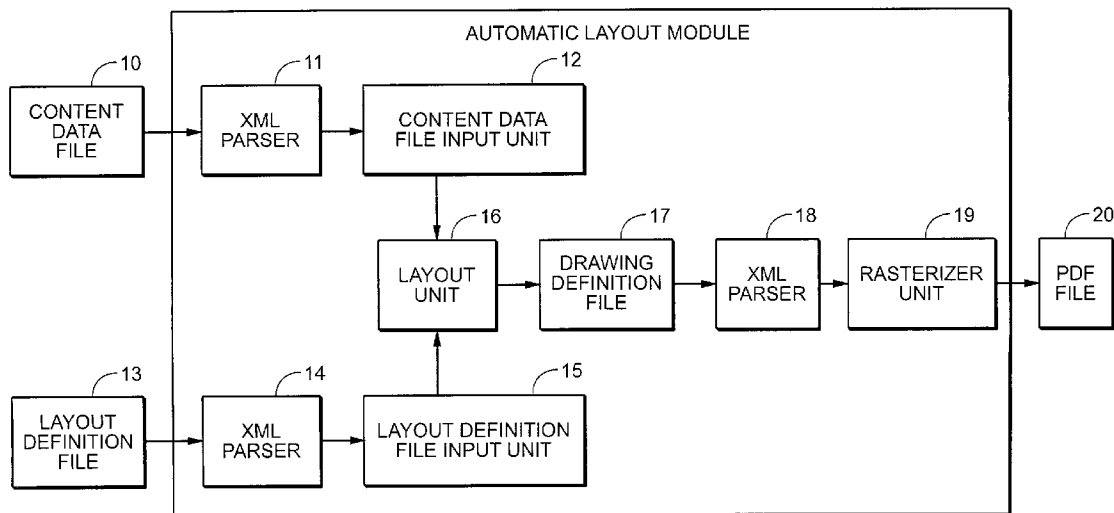 AUTOMATIC LAYOUT MODULE
10
CONTENT
DATA
FILE
11
XML
PARSER
12
CONTENT DATA
FILE INPUT UNIT
16
LAYOUT
UNIT
17
DRAWING
DEFINITION
FILE
18
XML
PARSER
19
RASTERIZER
UNIT
20
PDF
FILE
13
LAYOUT
DEFINITION
FILE
14
XML
PARSER
15
LAYOUT DEFINITION
FILE INPUT UNIT